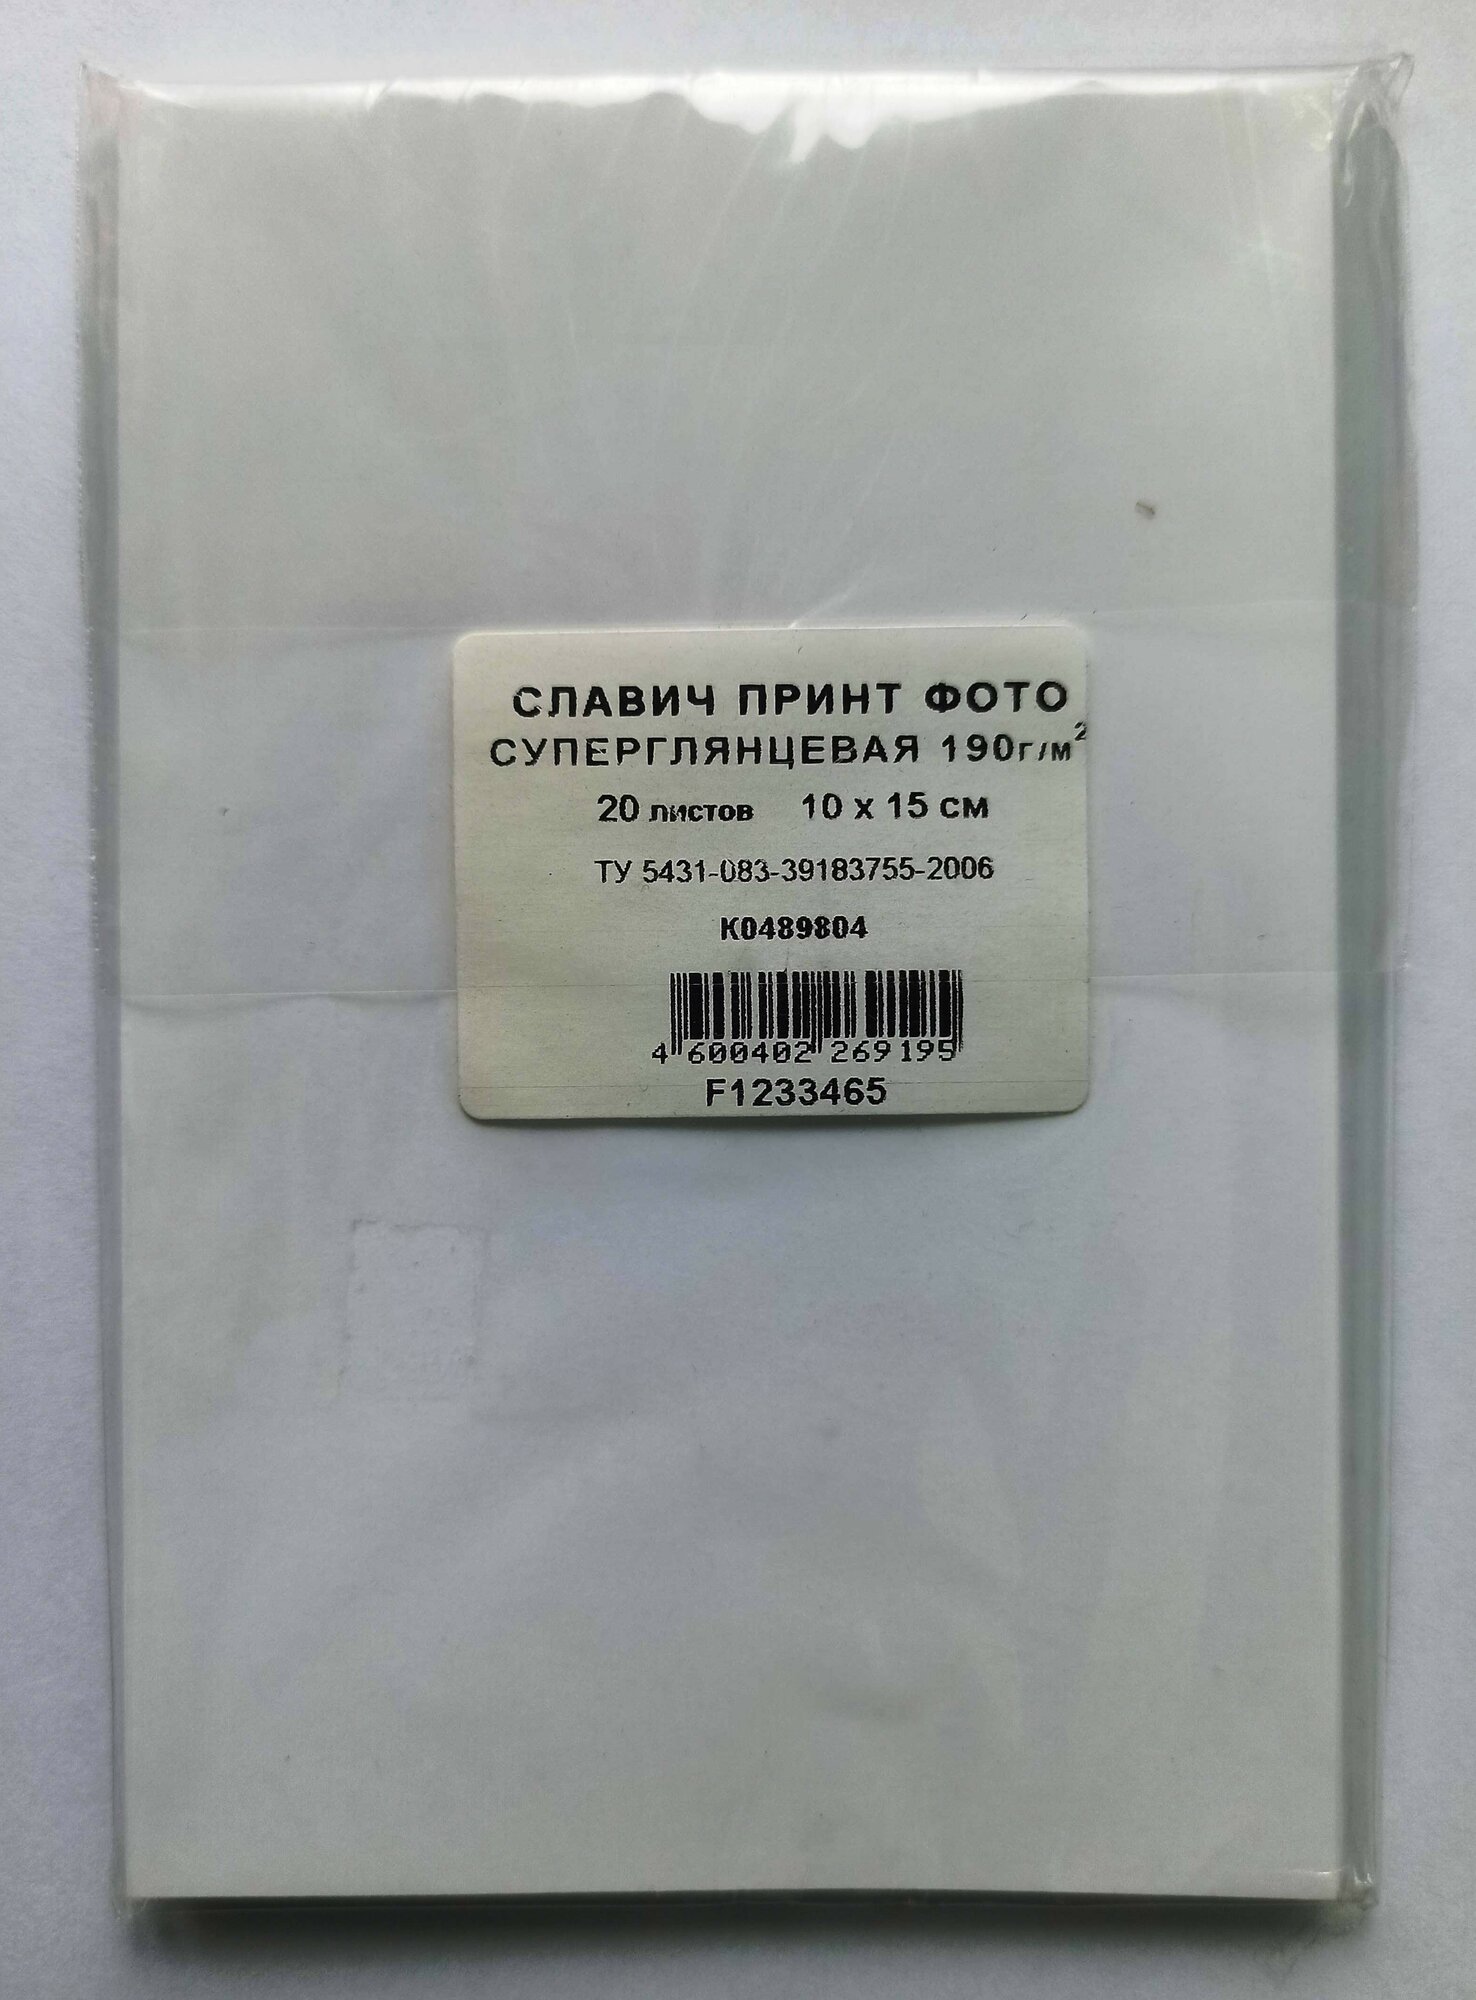 СЛАВИЧ ПРИНТ ФОТО
СУПЕРГЛЯНЦЕВАЯ 190г/м²
20 листов 10 х 15 см
ТУ 5431-083-39183755-2006
К0489804
4 600402 269195
F1233465